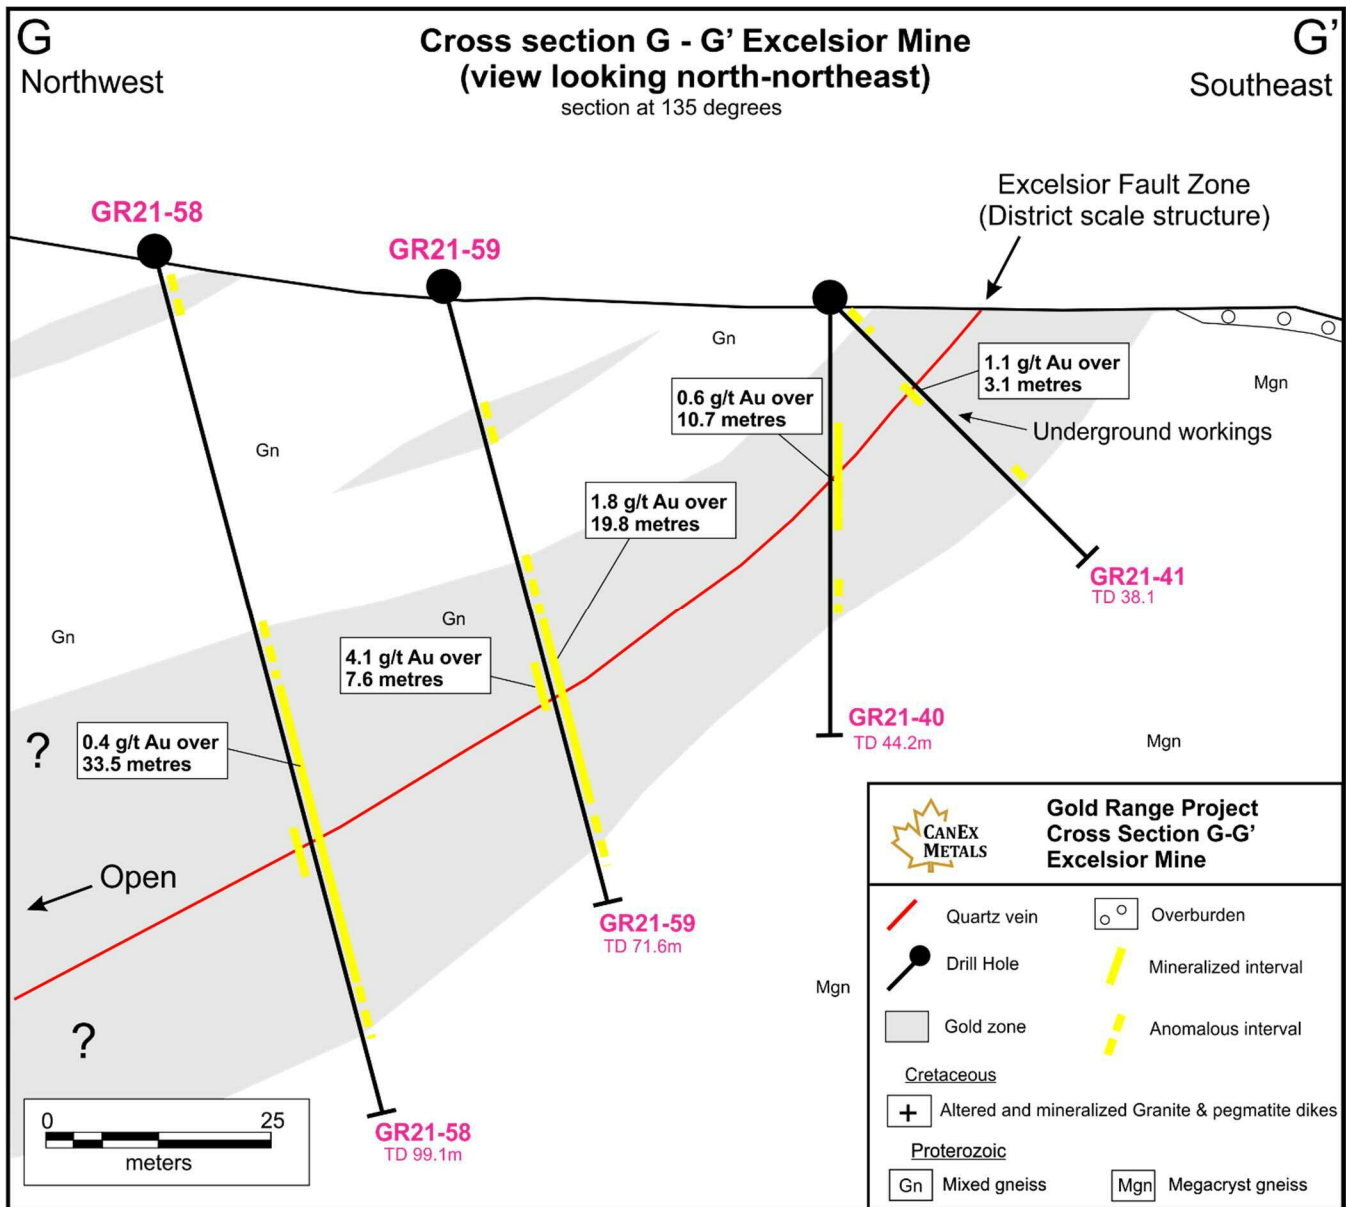 G
G'
Cross section G - G' Excelsior Mine
(view looking north-northeast)
section at 135 degrees
Northwest
Southeast
Excelsior Fault Zone
(District scale structure)
GR21-58
GR21-59
Gn
1.1 g/t Au over
3.1 metres
Mgn
0.6 g/t Au over
10.7 metres
Underground workings
Gn
1.8 g/t Au over
19.8 metres
GR21-41
TD 38.1
Gn
Gn
4.1 g/t Au over
7.6 metres
GR21-40
TD 44.2m
Mgn
?
0.4 g/t Au over
33.5 metres
Open
GR21-59
TD 71.6m
Mgn
?
GR21-58
TD 99.1m
0 25
meters
CANEX
METALS
Gold Range Project
Cross Section G-G'
Excelsior Mine
Quartz vein
Overburden
Drill Hole
Mineralized interval
Gold zone
Anomalous interval
Cretaceous
+ Altered and mineralized Granite & pegmatite dikes
Proterozoic
Gn Mixed gneiss
Mgn Megacryst gneiss